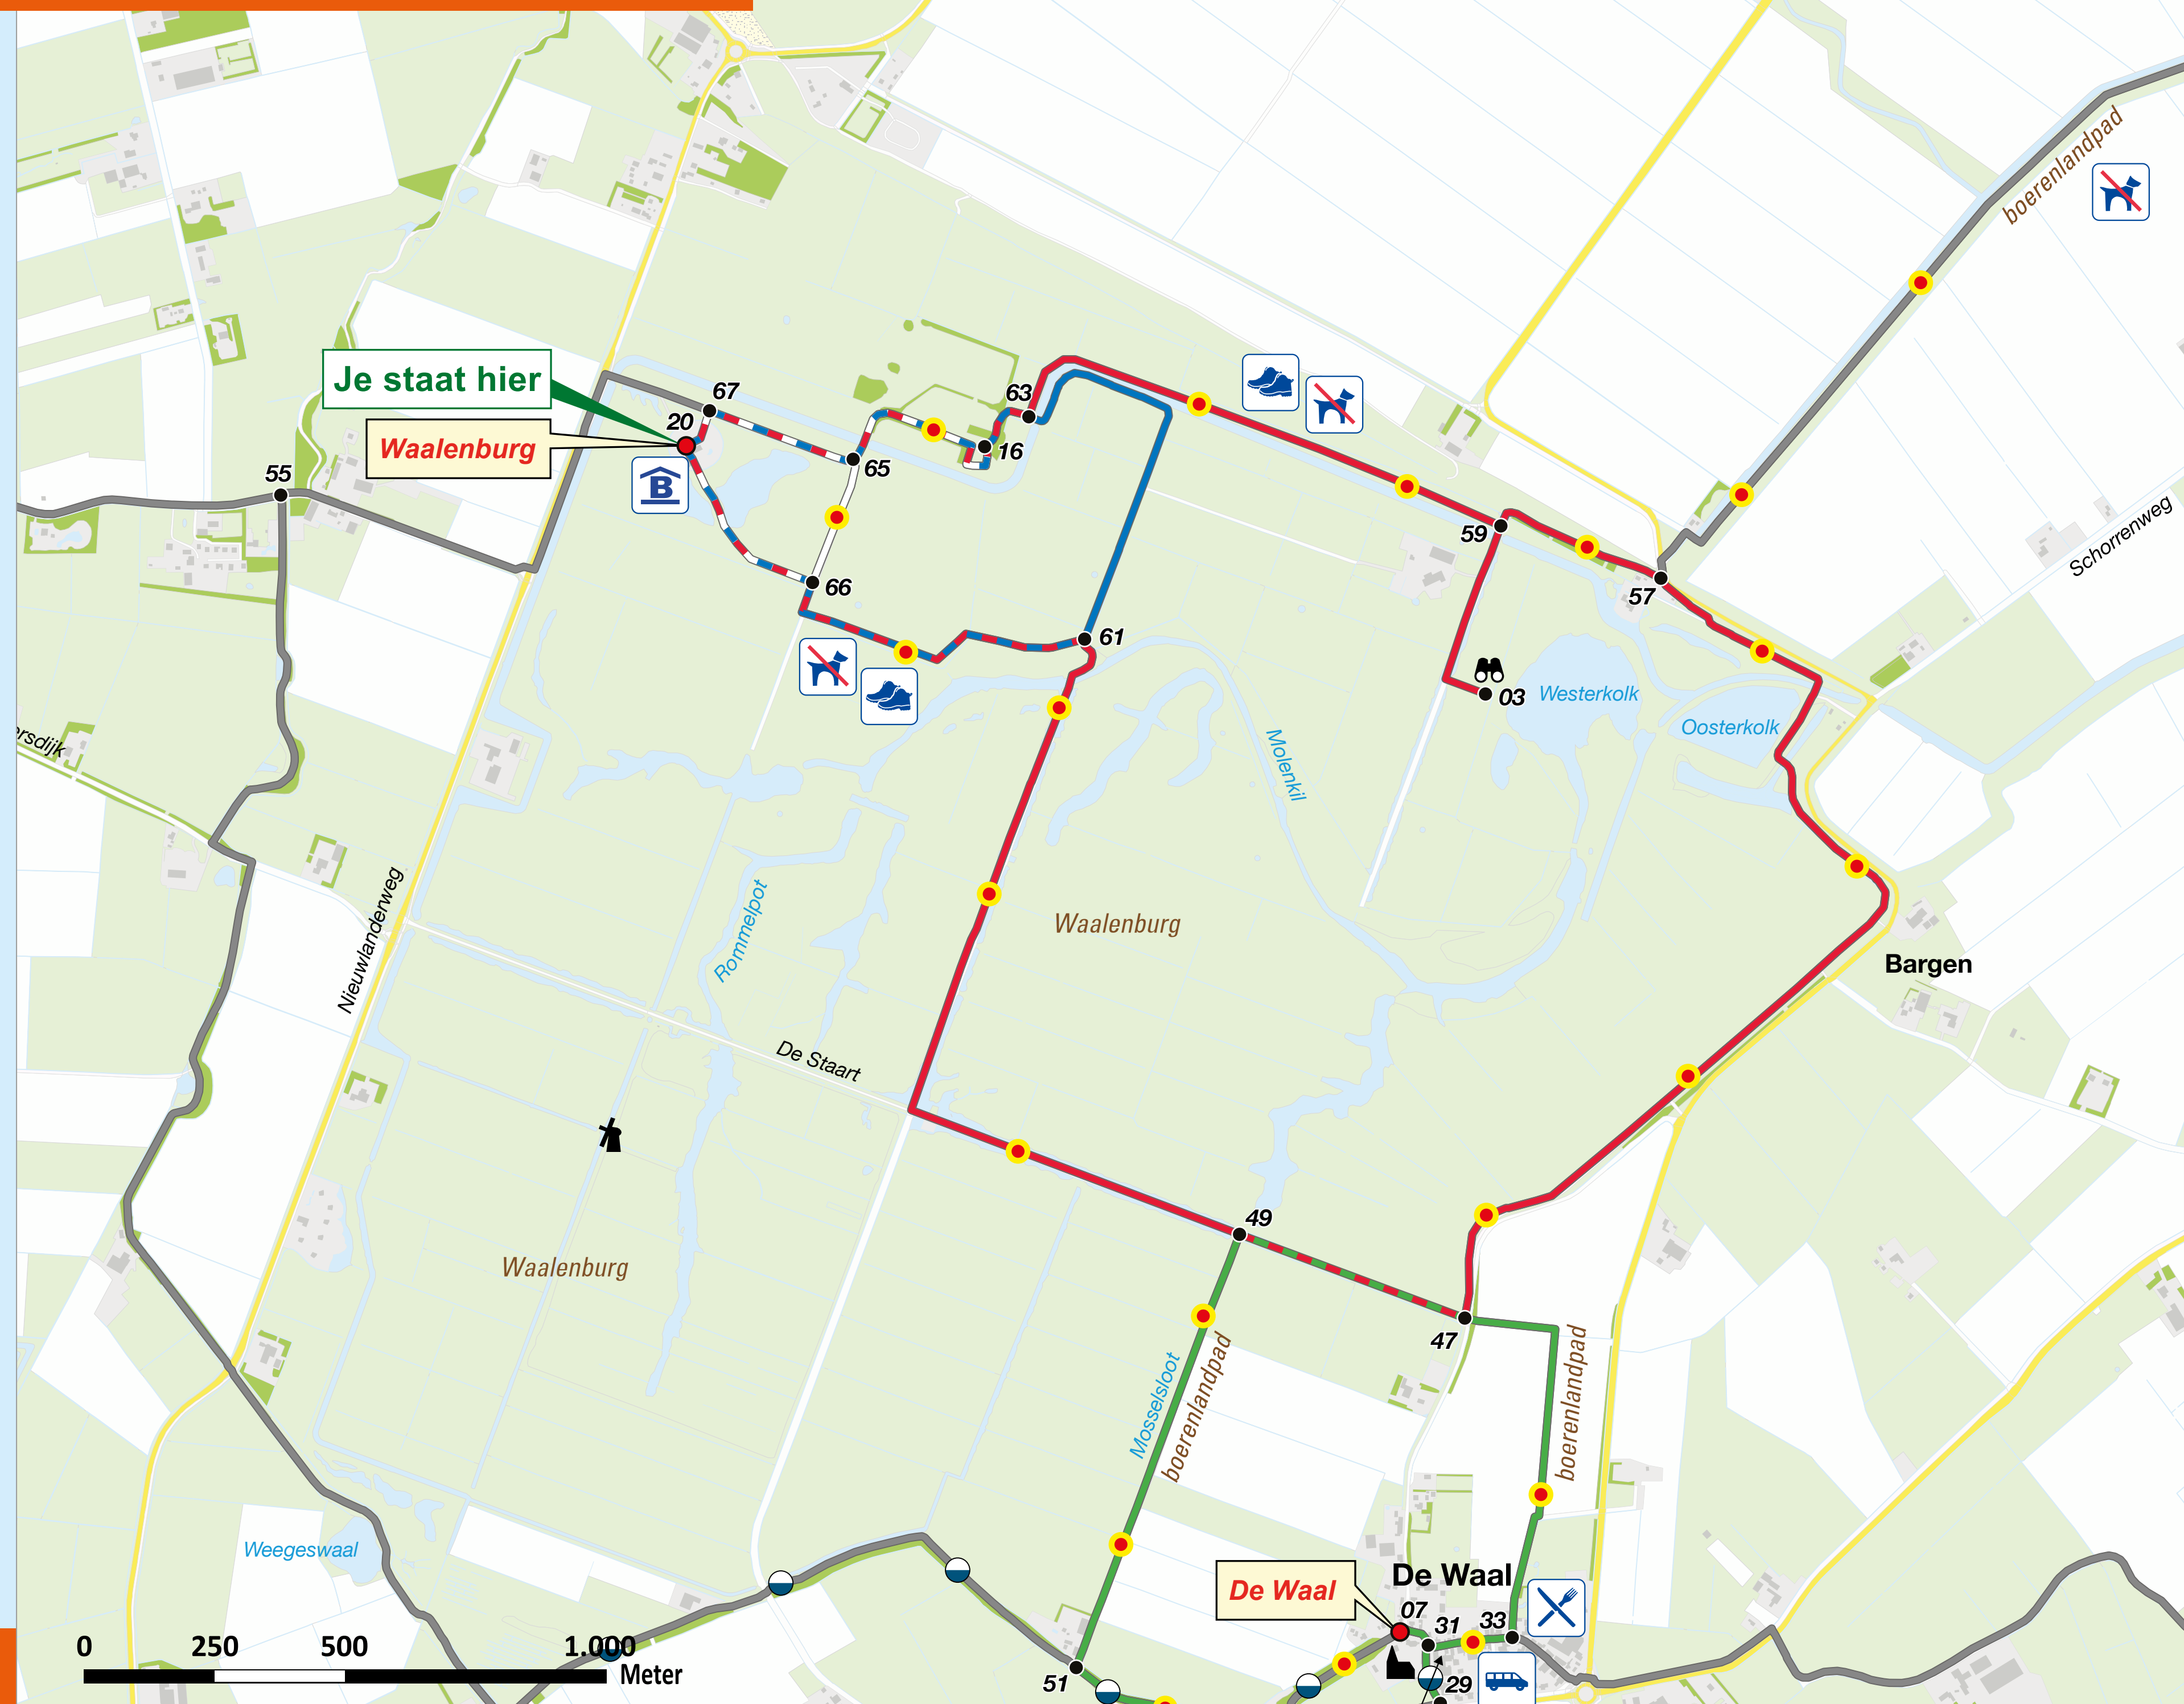 boerenlandpad
Je staat hier
67
63
20
Waalenburg
16
65
55
B
59
Schorrenweg
66
57
61
03
Westerkolk
Oosterkolk
ersdijk
Molenkil
Nieuwlanderweg
Rommelpot
Waalenburg
Bargen
De Staart
49
Waalenburg
47
Mosselsloot
boerenlandpad
boerenlandpad
Weegeswaal
De Waal
De Waal
07
31
33
0 250 500 1.000
Meter
51
29